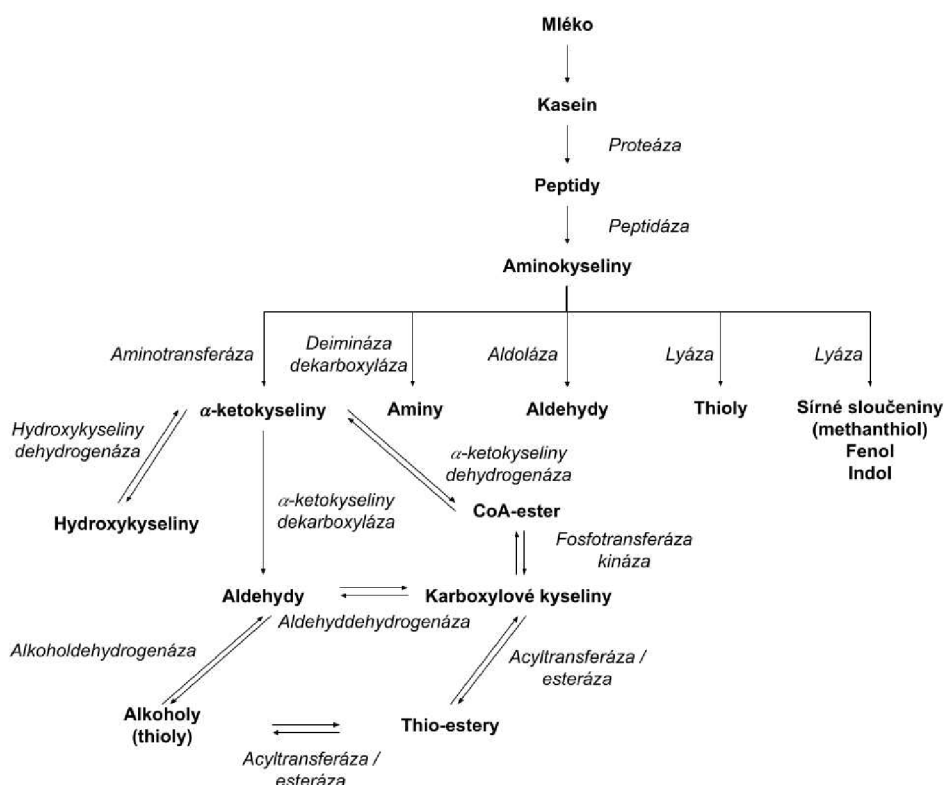 Mléko
Kasein
Proteáza
Peptidy
Peptidáza
Aminokyseliny
Aminotransferáza
Deimináza
dekarboxyláza
Aldoláza
Lyáza
Lyáza
α-ketokyseliny
Aminy
Aldehydy
Thioly
Sírné sloučeniny
(methanthiol)
Fenol
Indol
Hydroxykyseliny
dehydrogenáza
α-ketokyseliny
dehydrogenáza
Hydroxykyseliny
α-ketokyseliny
dekarboxyláza
CoA-ester
Fosfotransferáza
kináza
Aldehydy
Karboxylové kyseliny
Aldehyddehydrogenáza
Alkoholdehydrogenáza
Acyltransferáza /
esteráza
Alkoholy
(thioly)
Thio-estery
Acyltransferáza /
esteráza